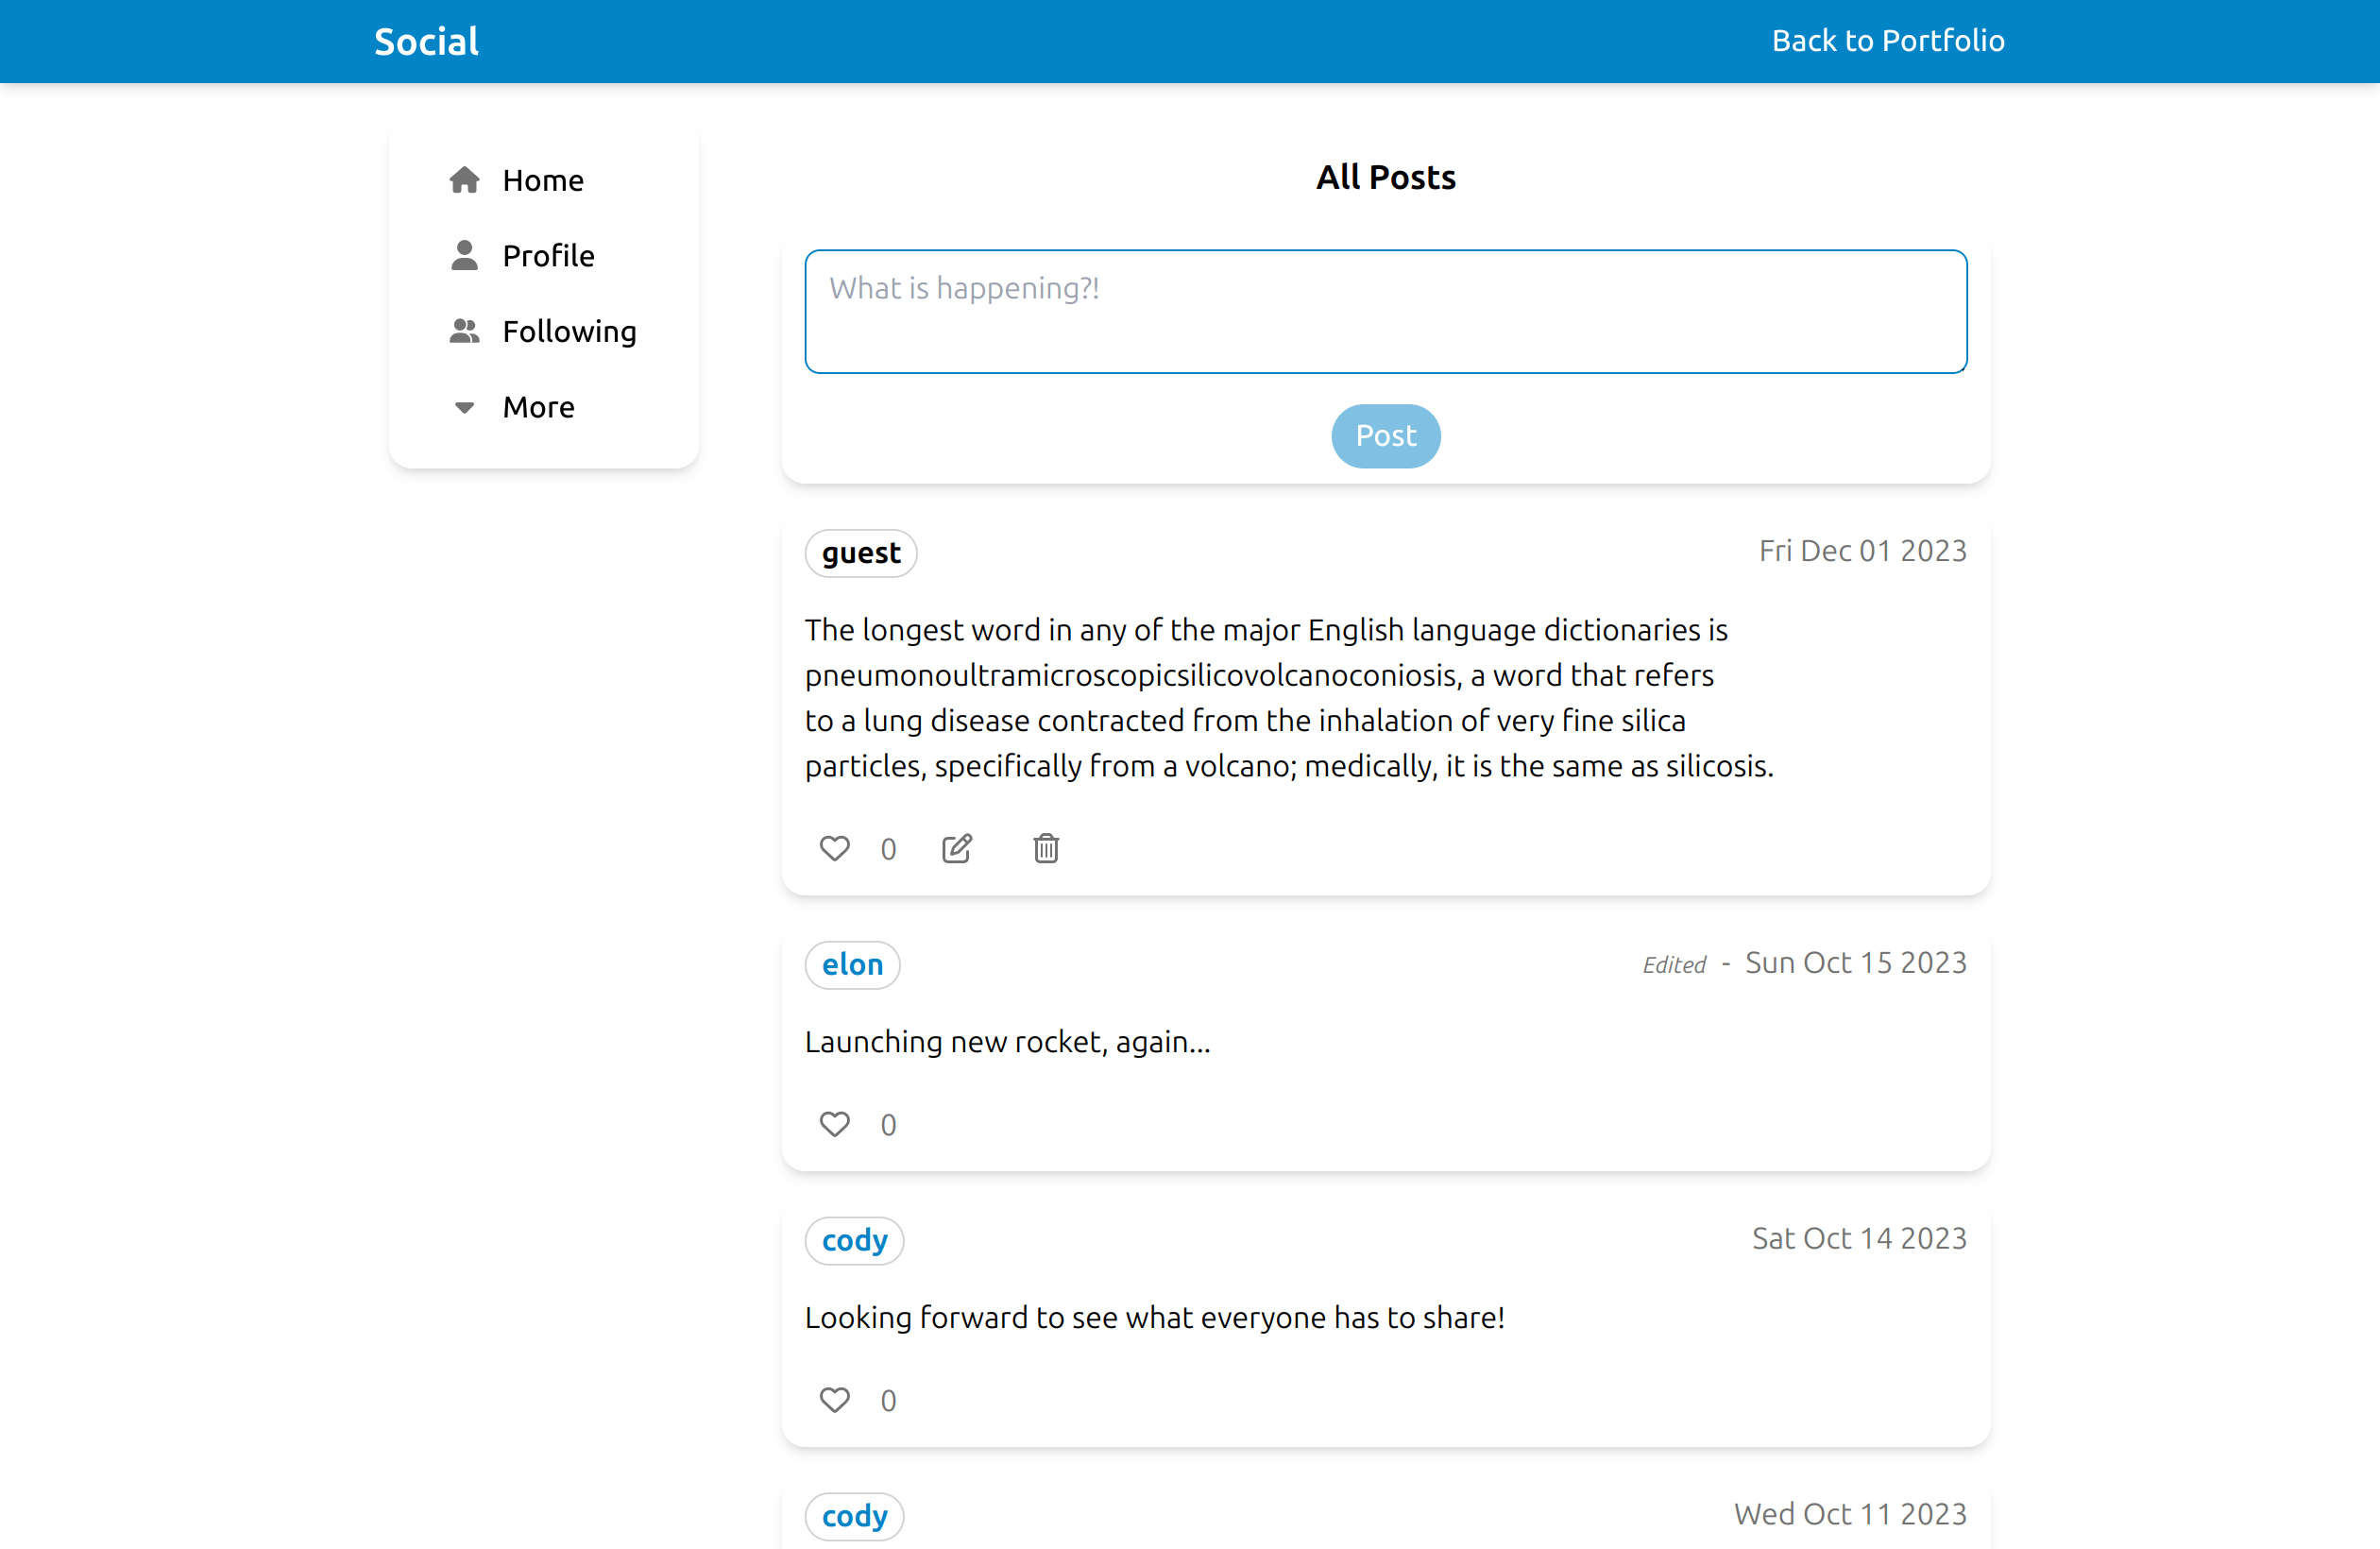 Social
Back to Portfolio
Home
Profile
Following
More
All Posts
What is happening?!
Post
guest
Fri Dec 01 2023
The longest word in any of the major English language dictionaries is
pneumonoultramicroscopicsilicovolcanoconiosis, a word that refers
to a lung disease contracted from the inhalation of very fine silica
particles, specifically from a volcano; medically, it is the same as silicosis.
0
elon
Edited - Sun Oct 15 2023
Launching new rocket, again...
0
cody
Sat Oct 14 2023
Looking forward to see what everyone has to share!
0
cody
Wed Oct 11 2023